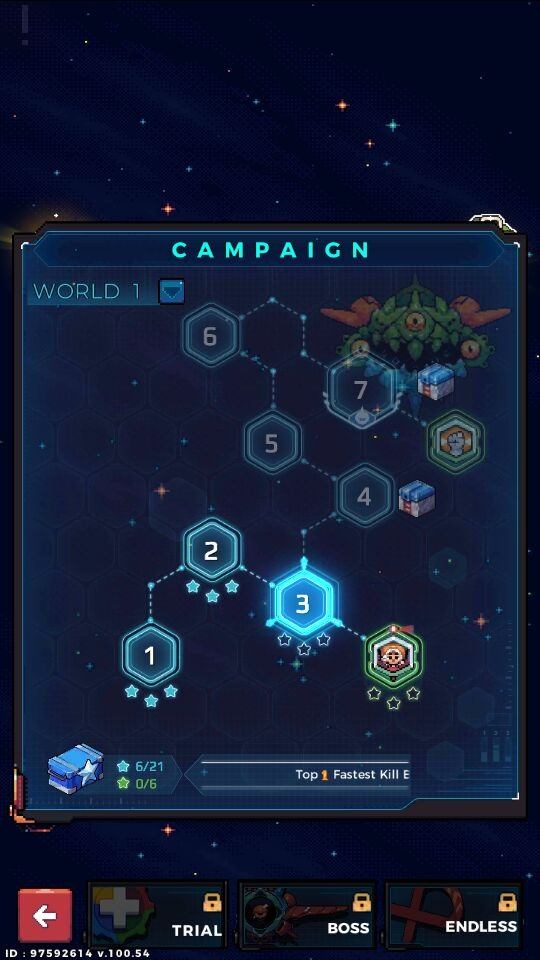 CAMPAIGN
WORLD 1
6
7
5
4
2
3
1
6/21
0/6
Top 1 Fastest Kill
TRIAL
BOSS
ENDLESS
ID : 97592614 v.100.54